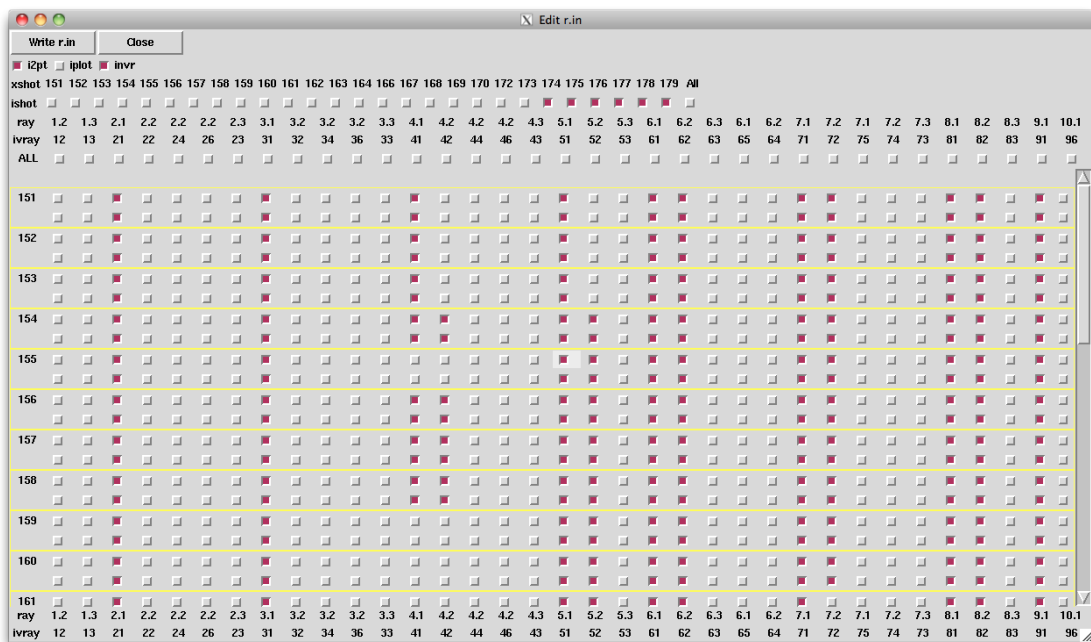 Edit r.in
Write r.in Close
i2pt iplot invr
xshot 151 152 153 154 155 156 157 158 159 160 161 162 163 164 165 166 167 168 169 170 172 173 174 175 176 177 178 179 All
ishot
ray 1.2 1.3 2.1 2.2 2.2 2.2 2.3 3.1 3.2 3.2 3.2 3.3 4.1 4.2 4.2 4.2 4.3 5.1 5.2 5.3 6.1 6.2 6.3 6.1 6.2 7.1 7.2 7.1 7.2 7.3 8.1 8.2 8.3 9.1 10.1
ivray 12 13 21 22 24 26 23 31 32 34 36 33 41 42 44 46 43 51 52 53 61 62 63 65 64 71 72 75 74 73 81 82 83 91 96
ALL
151
152
153
154
155
156
157
158
159
160
161
ray 1.2 1.3 2.1 2.2 2.2 2.2 2.3 3.1 3.2 3.2 3.2 3.3 4.1 4.2 4.2 4.2 4.3 5.1 5.2 5.3 6.1 6.2 6.3 6.1 6.2 7.1 7.2 7.1 7.2 7.3 8.1 8.2 8.3 9.1 10.1
ivray 12 13 21 22 24 26 23 31 32 34 36 33 41 42 44 46 43 51 52 53 61 62 63 65 64 71 72 75 74 73 81 82 83 91 96